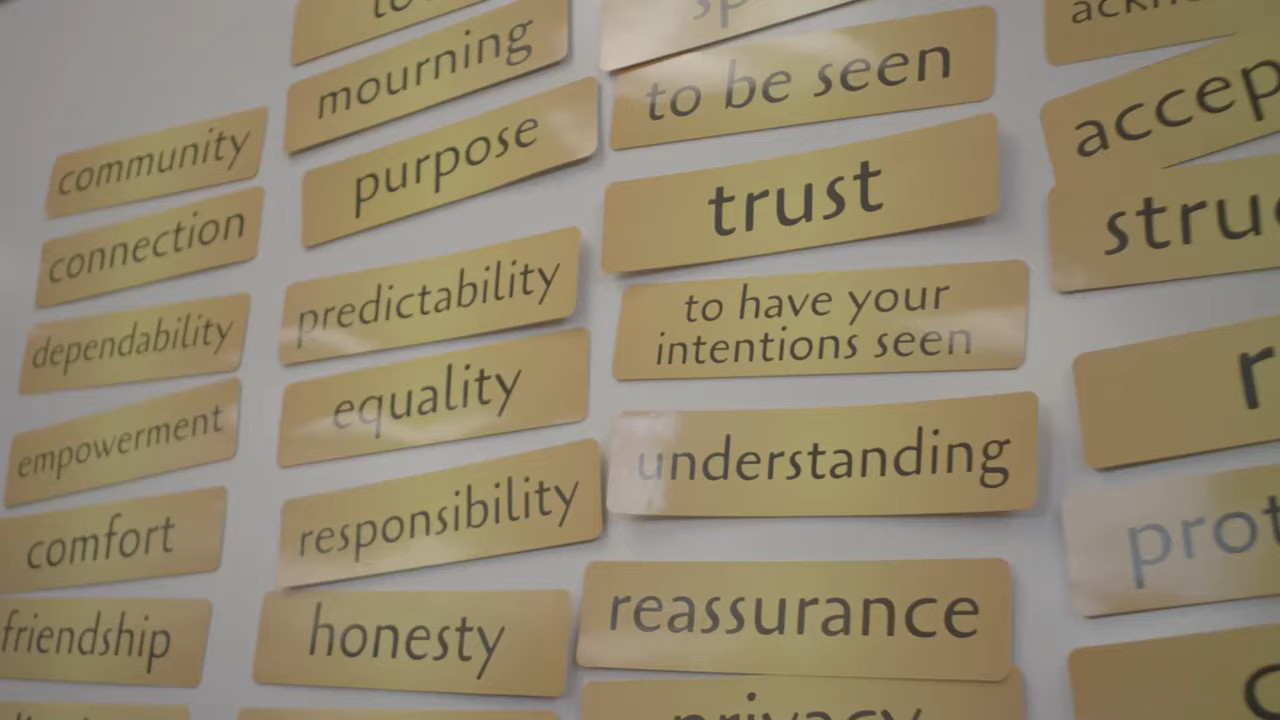 community
connection
dependability
empowerment
comfort
friendship
mourning
purpose
predictability
equality
responsibility
honesty
to be seen
trust
to have your
intentions seen
understanding
reassurance
privacy